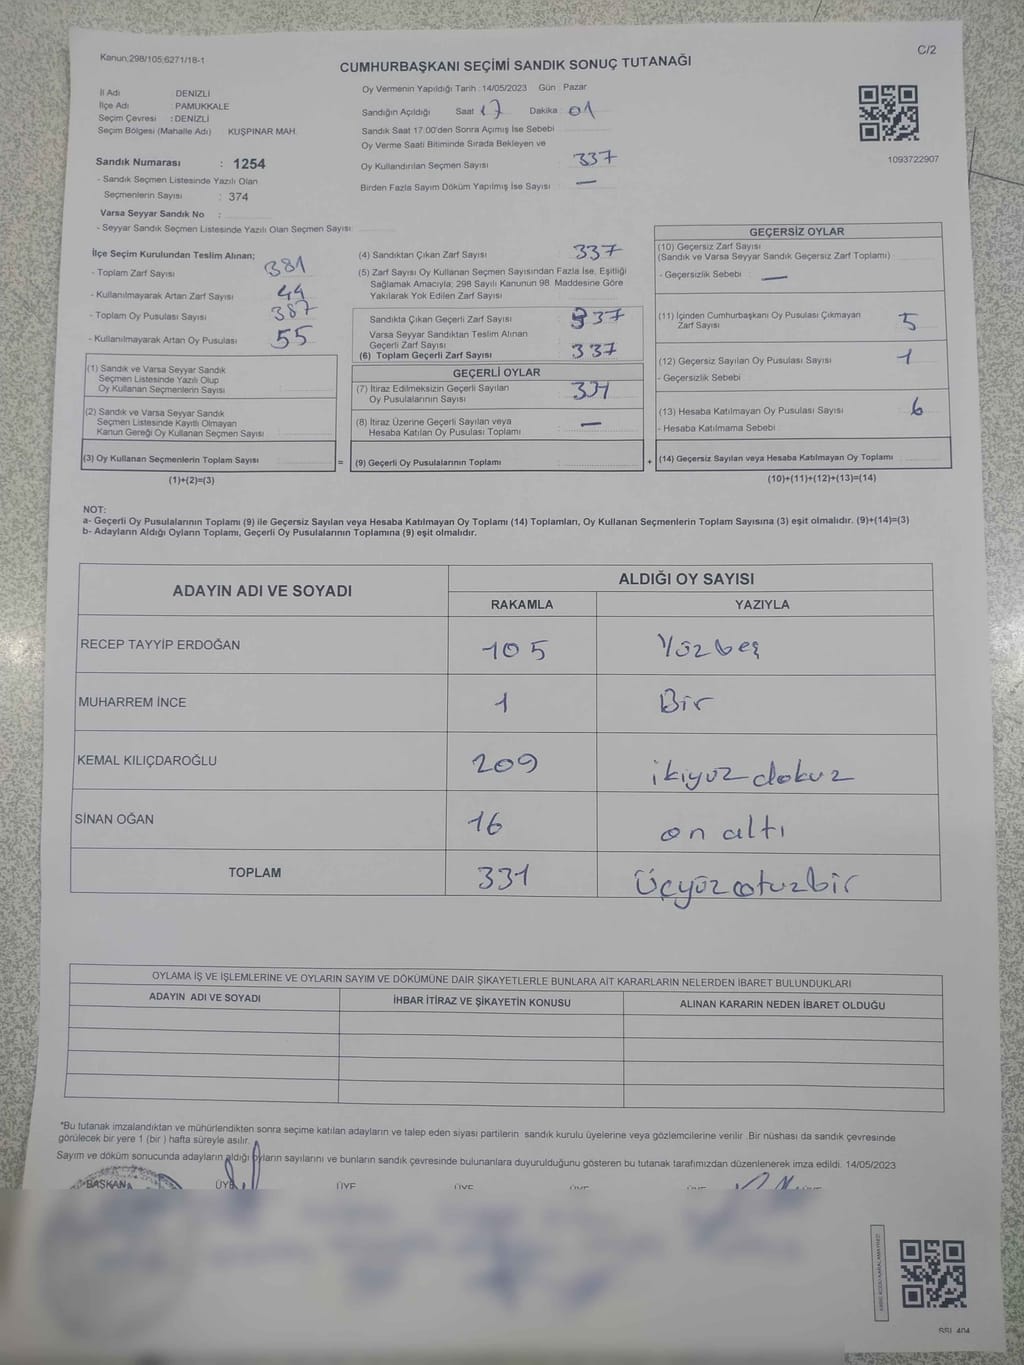 Kanun:298/105;6271/18-1
C/2
CUMHURBAŞKANI SEÇİMİ SANDIK SONUÇ TUTANAĞI
İl Adı : DENİZLİ
İlçe Adı : PAMUKKALE
Seçim Çevresi : DENİZLİ
Seçim Bölgesi (Mahalle Adı) KUŞPINAR MAH.
Sandık Numarası : 1254
- Sandık Seçmen Listesinde Yazılı Olan
Seçmenlerin Sayısı : 374
Varsa Seyyar Sandık No :
- Seyyar Sandık Seçmen Listesinde Yazılı Olan Seçmen Sayısı:
Oy Vermenin Yapıldığı Tarih : 14/05/2023 Gün : Pazar
Sandığın Açıldığı Saat 17 Dakika 01
Sandık Saat 17:00'den Sonra Açımış İse Sebebi
Oy Verme Saati Bitiminde Sırada Bekleyen ve
Oy Kullandırılan Seçmen Sayısı 337
Birden Fazla Sayım Döküm Yapılmış İse Sayısı —
1093722907
İlçe Seçim Kurulundan Teslim Alınan;
- Toplam Zarf Sayısı 381
- Kullanılmayarak Artan Zarf Sayısı 44
- Toplam Oy Pusulası Sayısı 387
- Kullanılmayarak Artan Oy Pusulası 55
(1) Sandık ve Varsa Seyyar Sandık
Seçmen Listesinde Yazılı Olup
Oy Kullanan Seçmenlerin Sayısı
(2) Sandık ve Varsa Seyyar Sandık
Seçmen Listesinde Kayıtlı Olmayan
Kanun Gereği Oy Kullanan Seçmen Sayısı
(3) Oy Kullanan Seçmenlerin Toplam Sayısı
(1)+(2)=(3)
=
(4) Sandıktan Çıkan Zarf Sayısı 337
(5) Zarf Sayısı Oy Kullanan Seçmen Sayısından Fazla İse, Eşitliği
Sağlamak Amacıyla; 298 Sayılı Kanunun 98. Maddesine Göre
Yakılarak Yok Edilen Zarf Sayısı
Sandıkta Çıkan Geçerli Zarf Sayısı 337
Varsa Seyyar Sandıktan Teslim Alınan
Geçerli Zarf Sayısı
(6) Toplam Geçerli Zarf Sayısı 337
GEÇERLİ OYLAR
(7) İtiraz Edilmeksizin Geçerli Sayılan
Oy Pusulalarının Sayısı 331
(8) İtiraz Üzerine Geçerli Sayılan veya
Hesaba Katılan Oy Pusulası Toplamı —
(9) Geçerli Oy Pusulalarının Toplamı
+
GEÇERSİZ OYLAR
(10) Geçersiz Zarf Sayısı
(Sandık ve Varsa Seyyar Sandık Geçersiz Zarf Toplamı)
- Geçersizlik Sebebi : —
(11) İçinden Cumhurbaşkanı Oy Pusulası Çıkmayan
Zarf Sayısı 5
(12) Geçersiz Sayılan Oy Pusulası Sayısı 1
- Geçersizlik Sebebi :
(13) Hesaba Katılmayan Oy Pusulası Sayısı 6
- Hesaba Katılmama Sebebi :
(14) Geçersiz Sayılan veya Hesaba Katılmayan Oy Toplamı
(10)+(11)+(12)+(13)=(14)
NOT:
a- Geçerli Oy Pusulalarının Toplamı (9) ile Geçersiz Sayılan veya Hesaba Katılmayan Oy Toplamı (14) Toplamları, Oy Kullanan Seçmenlerin Toplam Sayısına (3) eşit olmalıdır. (9)+(14)=(3)
b- Adayların Aldığı Oyların Toplamı, Geçerli Oy Pusulalarının Toplamına (9) eşit olmalıdır.
ADAYIN ADI VE SOYADI ALDIĞI OY SAYISI
RAKAMLA YAZIYLA
RECEP TAYYİP ERDOĞAN 105 Yüzbeş
MUHARREM İNCE 1 Bir
KEMAL KILIÇDAROĞLU 209 ikiyüz dokuz
SİNAN OĞAN 16 on altı
TOPLAM 331 Üçyüzotuzbir
OYLAMA İŞ VE İŞLEMLERİNE VE OYLARIN SAYIM VE DÖKÜMÜNE DAİR ŞİKAYETLERLE BUNLARA AİT KARARLARIN NELERDEN İBARET BULUNDUKLARI
ADAYIN ADI VE SOYADI İHBAR İTİRAZ VE ŞİKAYETİN KONUSU ALINAN KARARIN NEDEN İBARET OLDUĞU
*Bu tutanak imzalandıktan ve mühürlendikten sonra seçime katılan adayların ve talep eden siyasi partilerin sandık kurulu üyelerine veya gözlemcilerine verilir. Bir nüshası da sandık çevresinde
görülecek bir yere 1 (bir ) hafta süreyle asılır.
Sayım ve döküm sonucunda adayların aldığı oyların sayılarını ve bunların sandık çevresinde bulunanlara duyurulduğunu gösteren bu tutanak tarafımızdan düzenlenerek imza edildi. 14/05/2023
BAŞKAN ÜYE ÜYE ÜYE ÜYE ÜYE